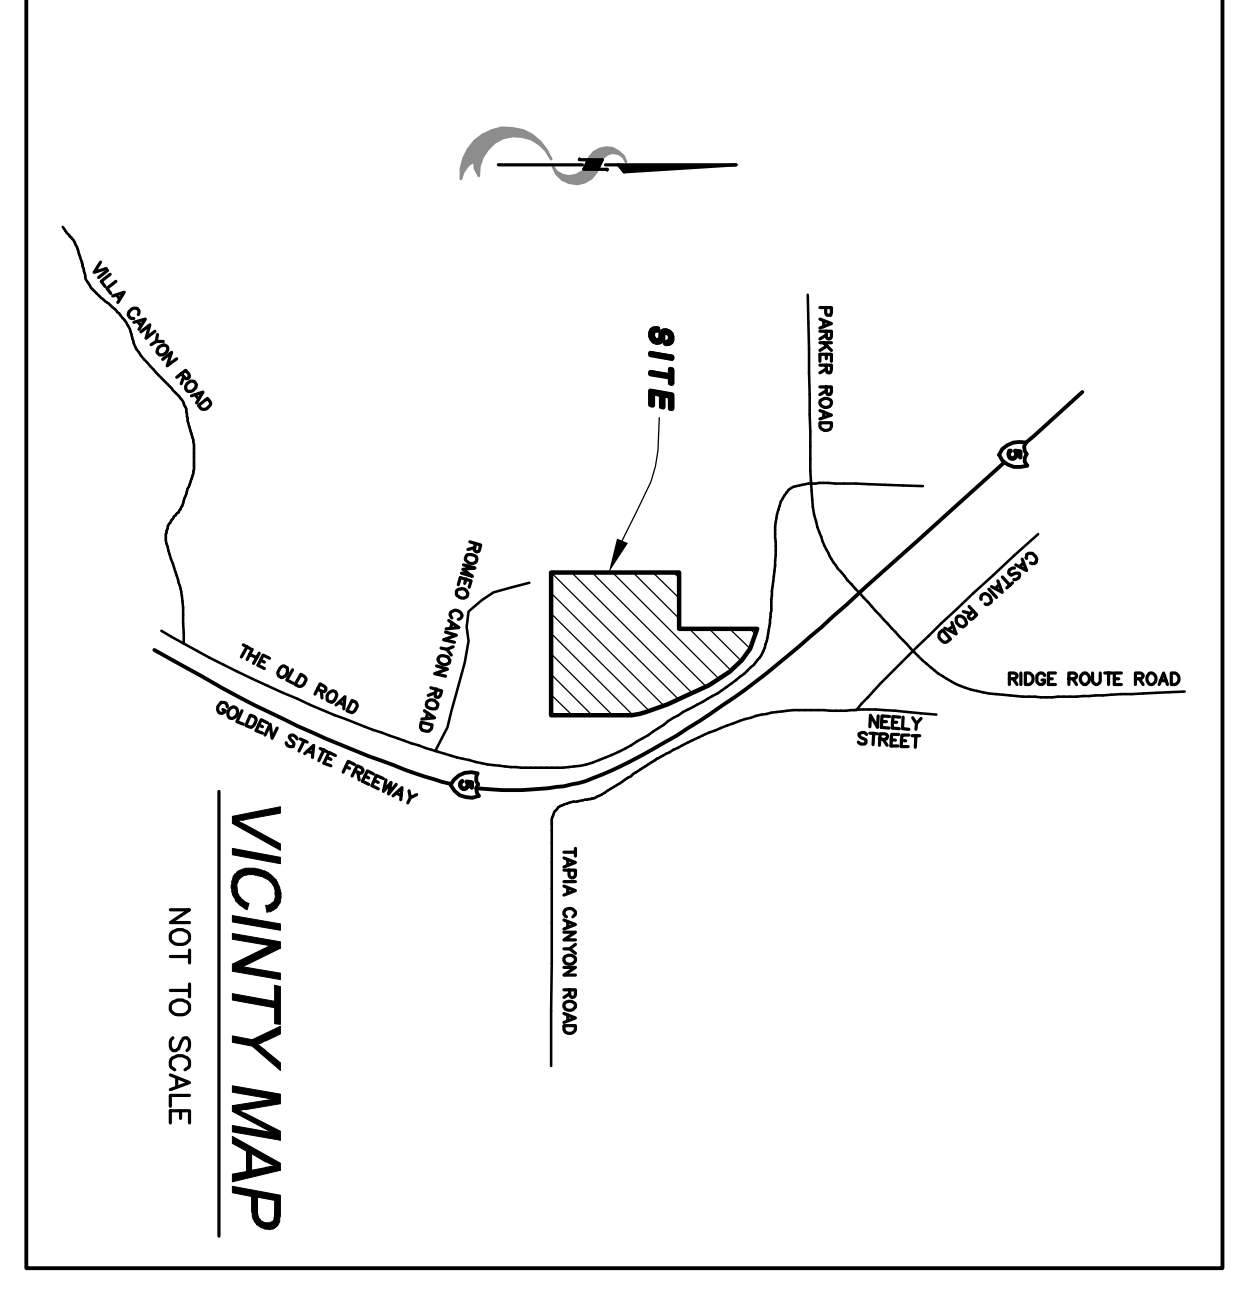 VILLA CANYON ROAD
SITE
PARKER ROAD
5
CASTAIC ROAD
ROMEO CANYON ROAD
RIDGE ROUTE ROAD
THE OLD ROAD
NEELY
STREET
GOLDEN STATE FREEWAY
5
TAPIA CANYON ROAD
VICINTY MAP
NOT TO SCALE